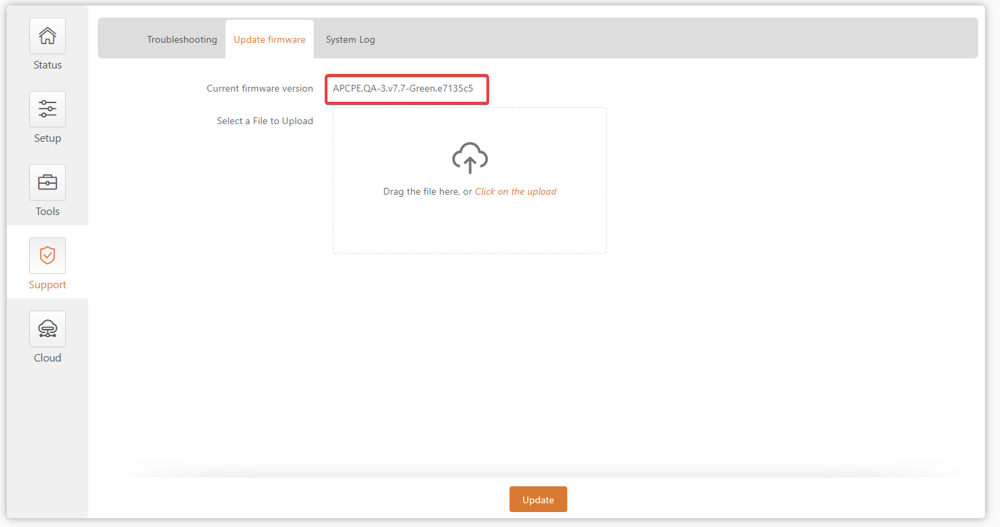 Status
Setup
Tools
Support
Cloud
Troubleshooting
Update firmware
System Log
Current firmware version
APCPE.QA-3.v7.7-Green.e7135c5
Select a File to Upload
Drag the file here, or Click on the upload
Update